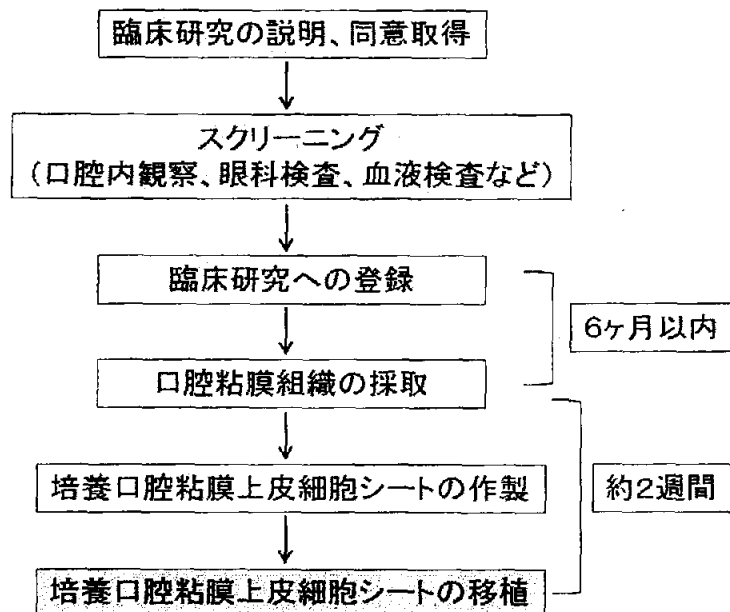 臨床研究の説明、同意取得
スクリーニング
(口腔内観察、眼科検査、血液検査など)
臨床研究への登録
6ヶ月以内
口腔粘膜組織の採取
培養口腔粘膜上皮細胞シートの作製
約2週間
培養口腔粘膜上皮細胞シートの移植